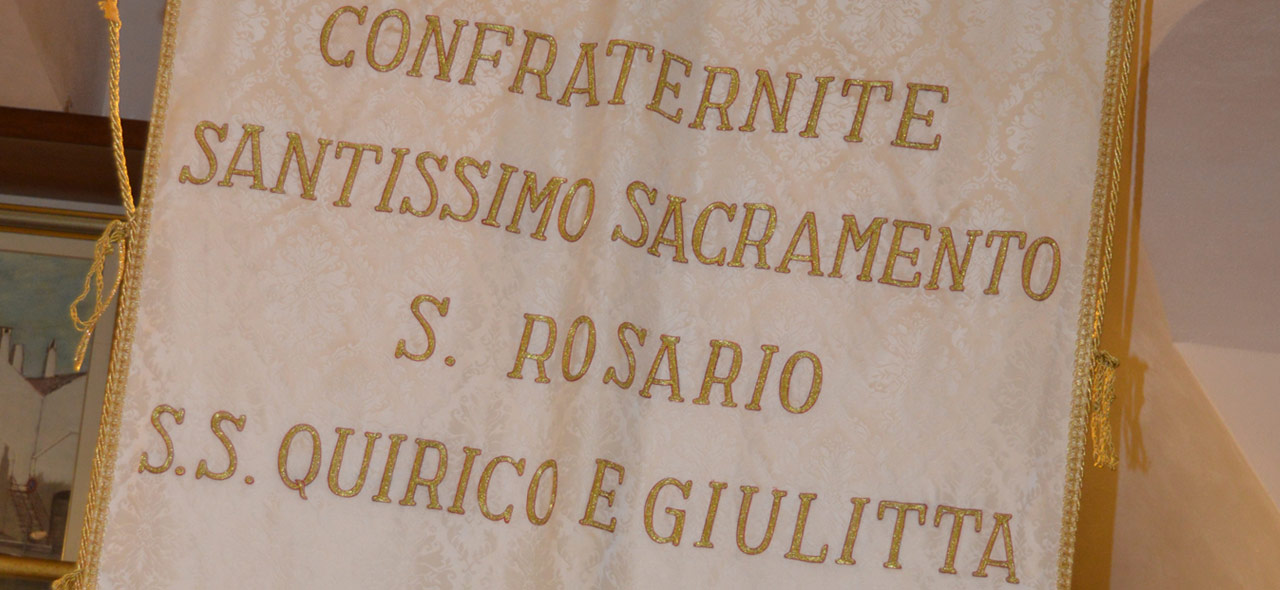 CONFRATERNITE
SANTISSIMO SACRAMENTO
S. ROSARIO
S.S. QUIRICO E GIULITTA